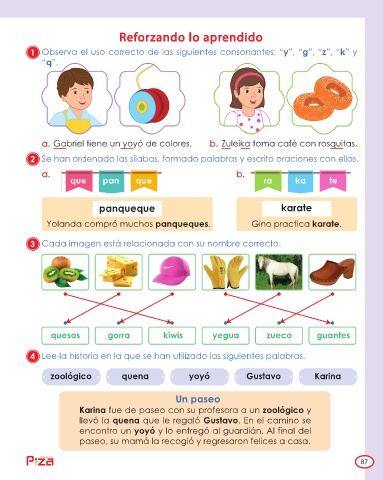 Reforzando lo aprendido
1 Observa el uso correcto de las siguientes consonantes: “y”, “g”, “z”, “k” y
“q”.
a. Gabriel tiene un yoyó de colores. b. Zuleika toma café con rosquitas.
2 Se han ordenado las sílabas, formado palabras y escrito oraciones con ellas.
a. que pan que b. ra ka te
panqueque karate
Yolanda compró muchos panqueques. Gino practica karate.
3 Cada imagen está relacionada con su nombre correcto.
quesos gorra kiwis yegua zueco guantes
4 Lee la historia en la que se han utilizado las siguientes palabras.
zoológico quena yoyó Gustavo Karina
Un paseo
Karina fue de paseo con su profesora a un zoológico y
llevó la quena que le regaló Gustavo. En el camino se
encontro un yoyó y lo entregó al guardián. Al final del
paseo, su mamá la recogió y regresaron felices a casa.
P:za 87